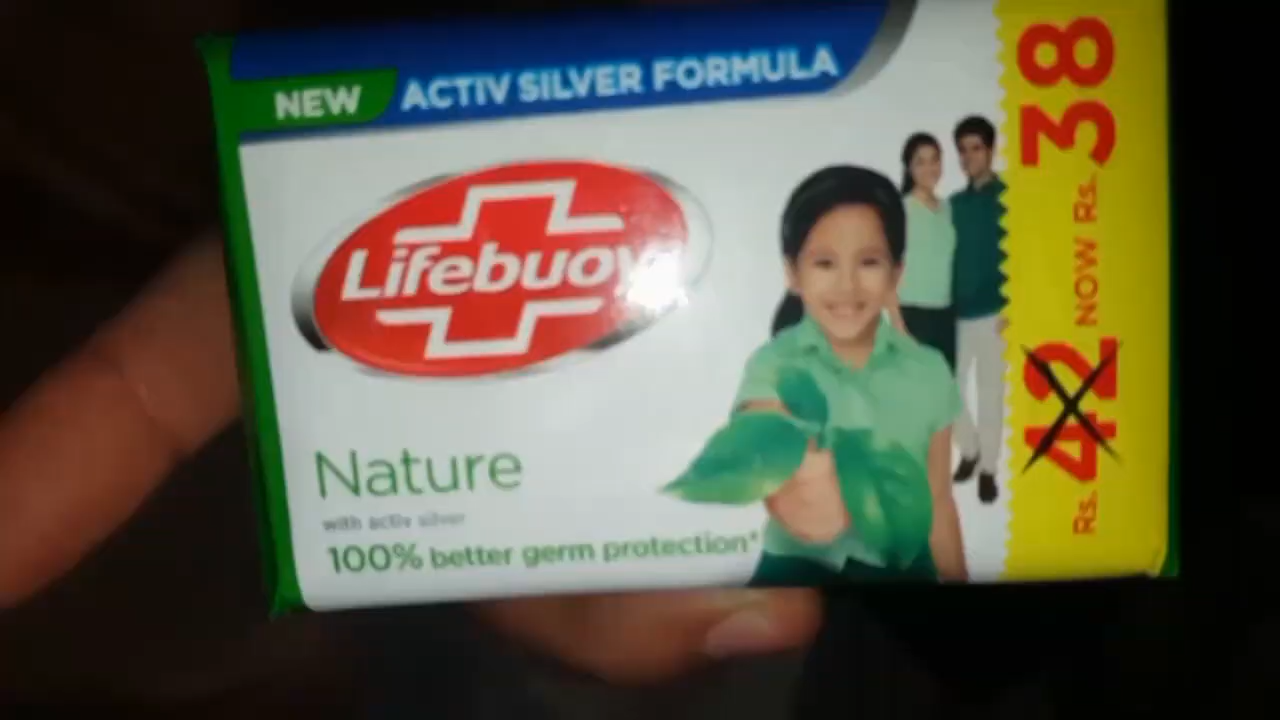 NEW ACTIV SILVER FORMULA
Lifebuoy
Nature
with activ silver
100% better germ protection*
Rs. 42 NOW Rs. 38